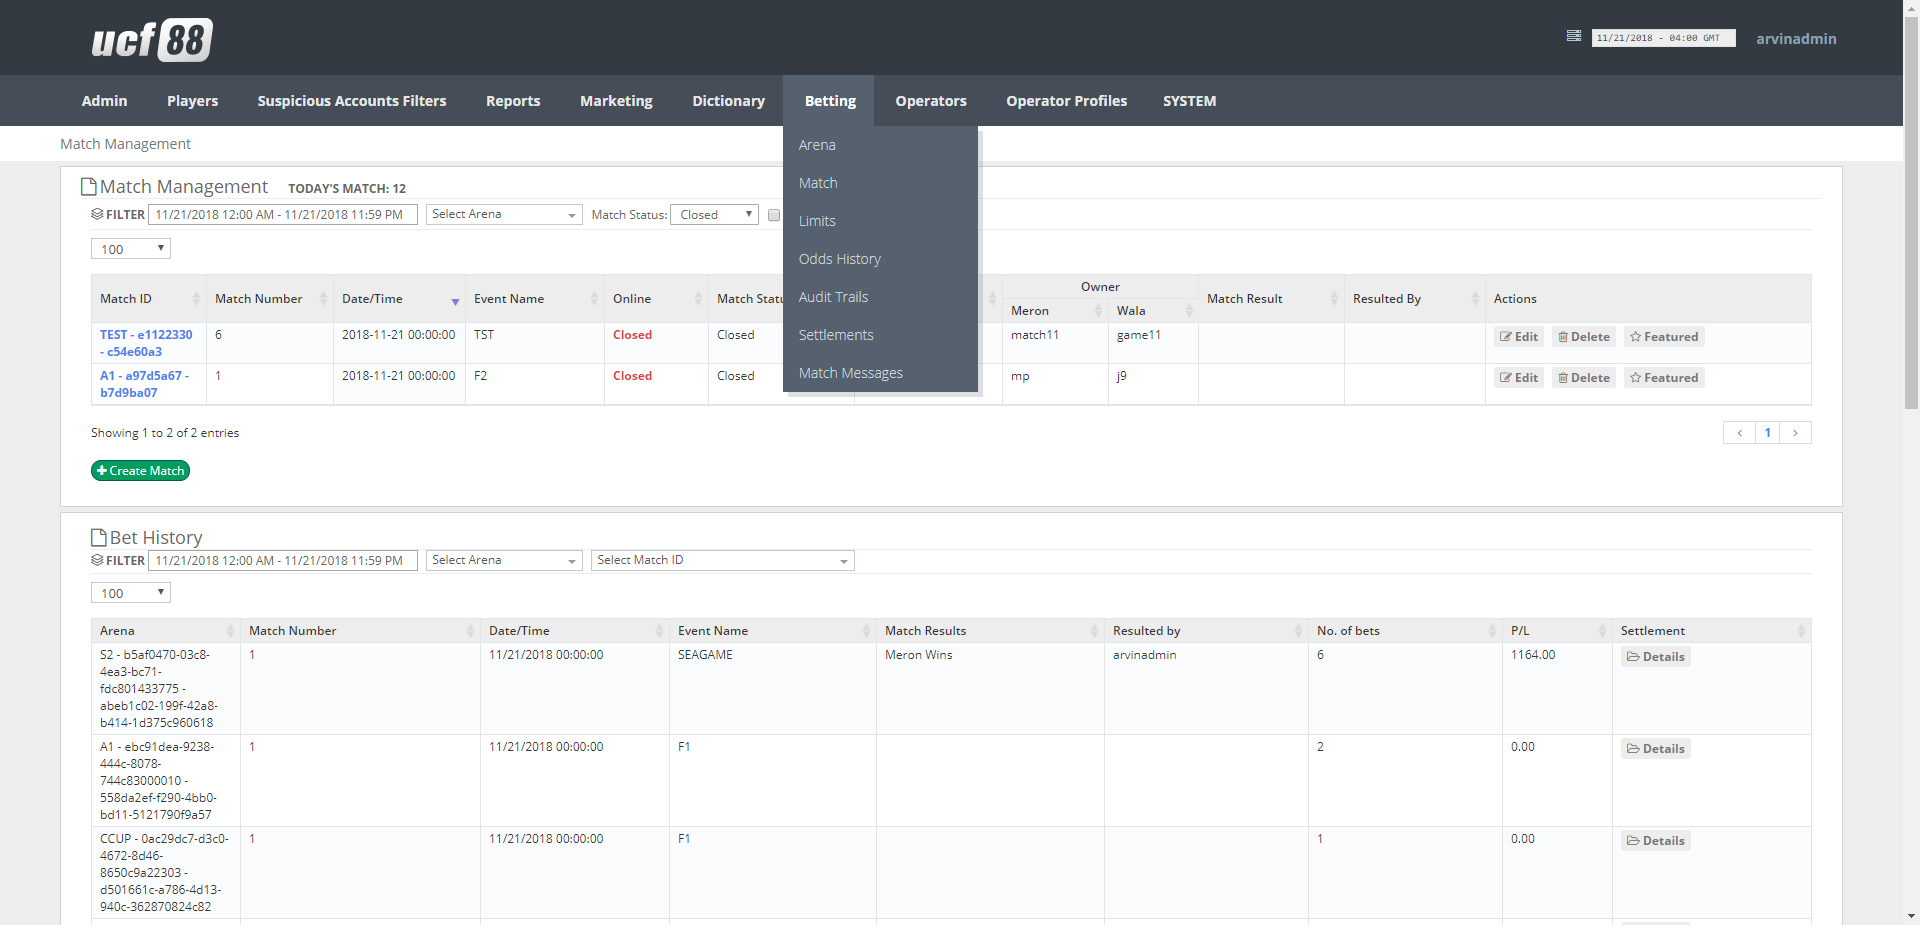 ucf88
11/21/2018 - 04:00 GMT
arvinadmin
Admin Players Suspicious Accounts Filters Reports Marketing Dictionary Betting Operators Operator Profiles SYSTEM
Arena
Match
Limits
Odds History
Audit Trails
Settlements
Match Messages
Match Management
Match Management TODAY'S MATCH: 12
FILTER 11/21/2018 12:00 AM - 11/21/2018 11:59 PM Select Arena Match Status: Closed
100
Owner
Match ID Match Number Date/Time Event Name Online Match Statu Meron Wala Match Result Resulted By Actions
TEST - e1122330 6 2018-11-21 00:00:00 TST Closed Closed match11 game11 Edit Delete Featured
- c54e60a3
A1 - a97d5a67 - 1 2018-11-21 00:00:00 F2 Closed Closed mp j9 Edit Delete Featured
b7d9ba07
Showing 1 to 2 of 2 entries
1
Create Match
Bet History
FILTER 11/21/2018 12:00 AM - 11/21/2018 11:59 PM Select Arena Select Match ID
100
Arena Match Number Date/Time Event Name Match Results Resulted by No. of bets P/L Settlement
S2 - b5af0470-03c8- 1 11/21/2018 00:00:00 SEAGAME Meron Wins arvinadmin 6 1164.00 Details
4ea3-bc71-
fdc801433775 -
abeb1c02-199f-42a8-
b414-1d375c960618
A1 - ebc91dea-9238- 1 11/21/2018 00:00:00 F1 2 0.00 Details
444c-8078-
744c83000010 -
558da2ef-f290-4bb0-
bd11-5121790f9a57
CCUP - 0ac29dc7-d3c0- 1 11/21/2018 00:00:00 F1 1 0.00 Details
4672-8d46-
8650c9a22303 -
d501661c-a786-4d13-
940c-362870824c82